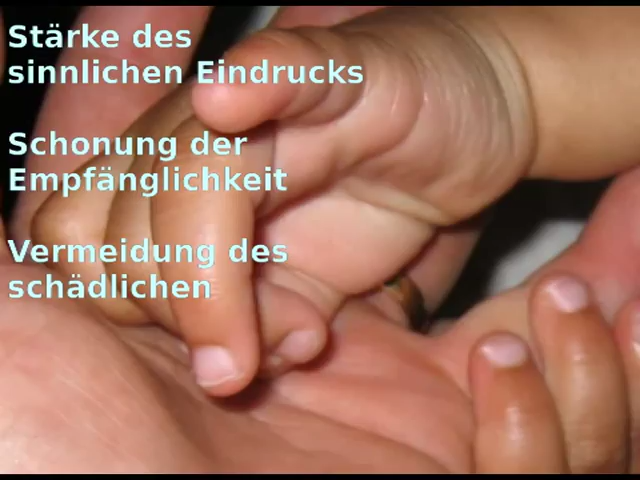 Stärke des
sinnlichen Eindrucks
Schonung der
Empfänglichkeit
Vermeidung des
schädlichen